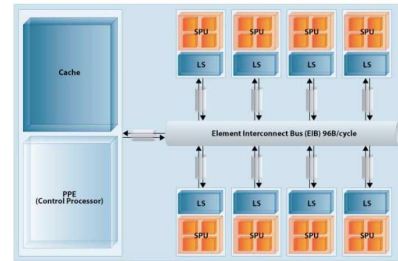 SPU SPU SPU SPU
LS LS LS LS
Cache
Element Interconnect Bus (EIB) 96B/cycle
PPE
(Control Processor)
LS LS LS LS
SPU SPU SPU SPU